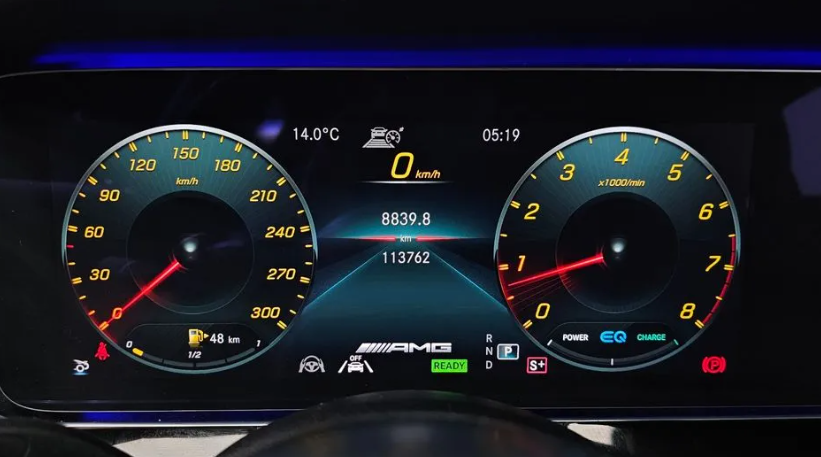 14.0°C
05:19
0 km/h
8839.8
km
113762
AMG
READY
R
N
P
D
S+
0
30
60
90
120
150
180
210
240
270
300
km/h
48 km
0
1/2
1
0
1
2
3
4
5
6
7
8
x1000/min
POWER EQ CHARGE
OFF
P